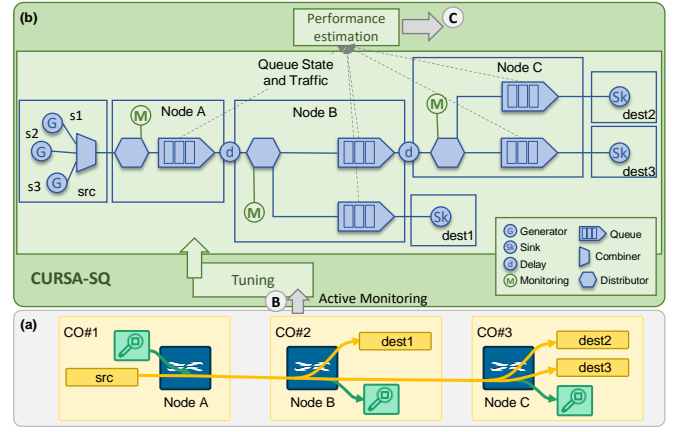 (b)
Performance
estimation
C
Queue State
and Traffic
Node A
Node B
Node C
s1
s2
s3
G
G
G
src
M
d
M
d
M
Sk
dest2
Sk
dest3
Sk
dest1
G Generator
Sk Sink
d Delay
M Monitoring
Queue
Combiner
Distributor
CURSA-SQ
Tuning
B
Active Monitoring
(a)
CO#1
CO#2
CO#3
src
dest1
dest2
dest3
Node A
Node B
Node C